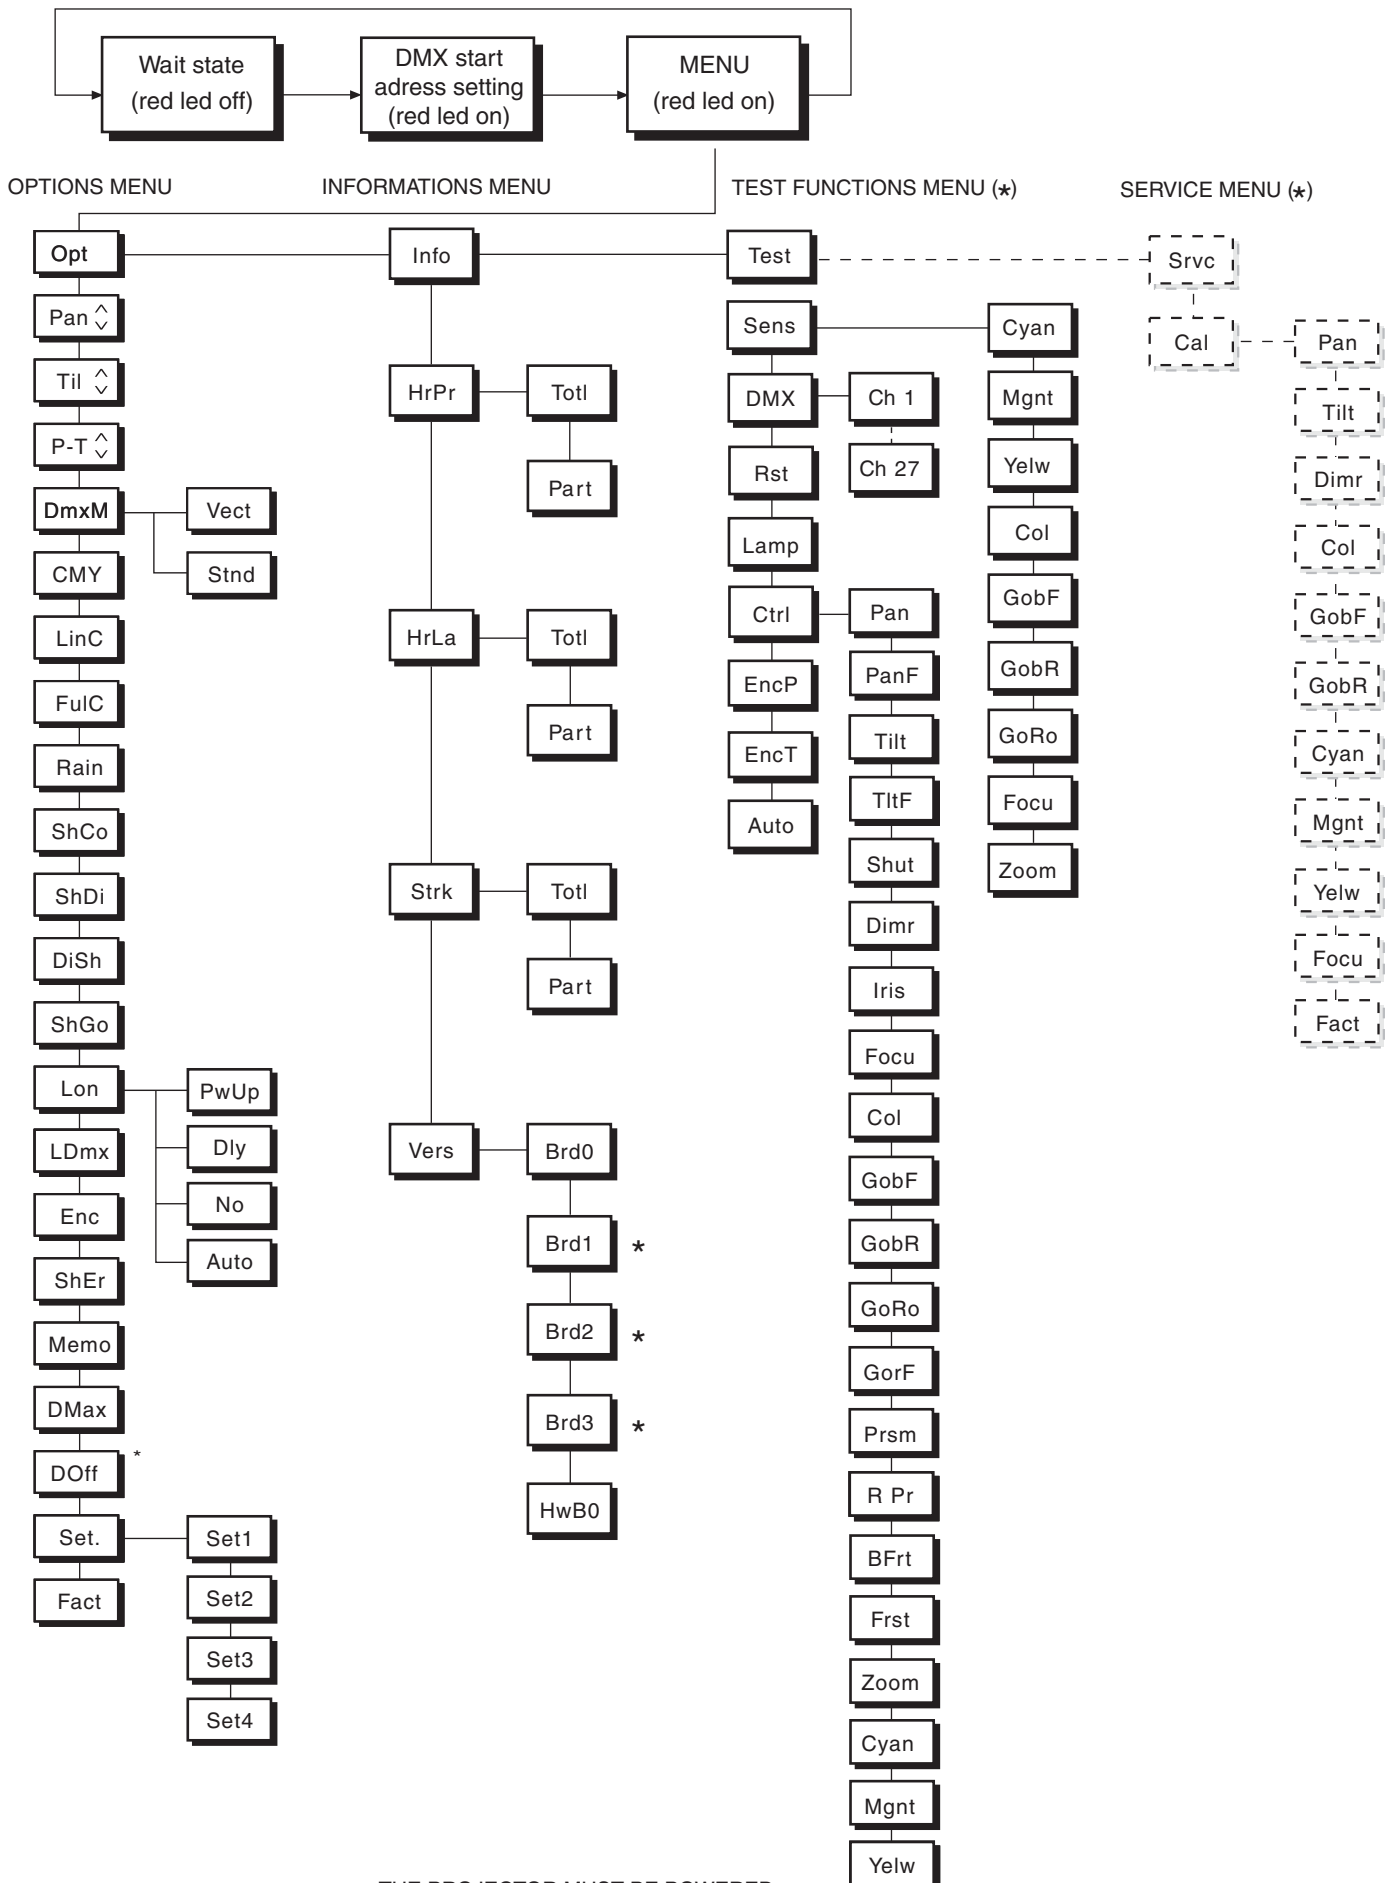 Wait state
(red led off)
DMX start
adress setting
(red led on)
MENU
(red led on)
OPTIONS MENU
INFORMATIONS MENU
TEST FUNCTIONS MENU (*)
SERVICE MENU (*)
Opt
Pan
Til
P-T
DmxM
Vect
Stnd
CMY
LinC
FulC
Rain
ShCo
ShDi
DiSh
ShGo
Lon
PwUp
Dly
No
Auto
LDmx
Enc
ShEr
Memo
DMax
DOff *
Set.
Set1
Set2
Set3
Set4
Fact
Info
HrPr
Totl
Part
HrLa
Totl
Part
Strk
Totl
Part
Vers
Brd0
Brd1 *
Brd2 *
Brd3 *
HwB0
Test
Sens
Cyan
Mgnt
Yelw
Col
GobF
GobR
GoRo
Focu
Zoom
DMX
Ch 1
Ch 27
Rst
Lamp
Ctrl
Pan
PanF
Tilt
TltF
Shut
Dimr
Iris
Focu
Col
GobF
GobR
GoRo
GorF
Prsm
R Pr
BFrt
Frst
Zoom
Cyan
Mgnt
Yelw
EncP
EncT
Auto
Srvc
Cal
Pan
Tilt
Dimr
Col
GobF
GobR
Cyan
Mgnt
Yelw
Focu
Fact
THE PROJECTOR MUST BE POWERED